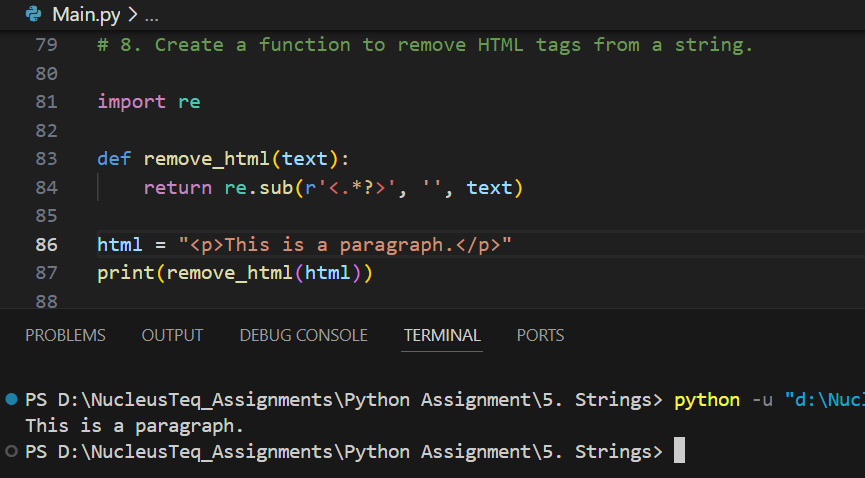 Main.py > ...
79 # 8. Create a function to remove HTML tags from a string.
80
81 import re
82
83 def remove_html(text):
84     return re.sub(r'<.*?>', '', text)
85
86 html = "<p>This is a paragraph.</p>"
87 print(remove_html(html))
88
PROBLEMS OUTPUT DEBUG CONSOLE TERMINAL PORTS
PS D:\NucleusTeq_Assignments\Python Assignment\5. Strings> python -u "d:\Nucl
This is a paragraph.
PS D:\NucleusTeq_Assignments\Python Assignment\5. Strings>